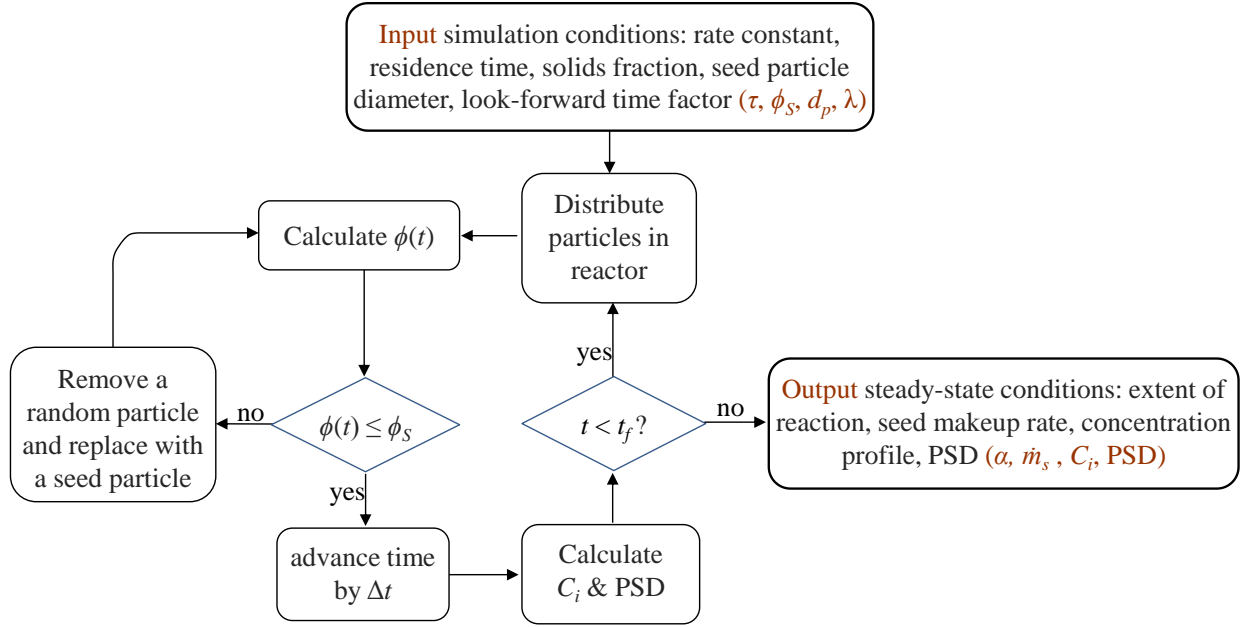 Input simulation conditions: rate constant,
residence time, solids fraction, seed particle
diameter, look-forward time factor (τ, ϕS, dp, λ)
Distribute
particles in
reactor
Calculate ϕ(t)
Remove a
random particle
and replace with
a seed particle
no
ϕ(t) ≤ ϕS
yes
advance time
by Δt
Calculate
Ci & PSD
t < tf?
yes
no
Output steady-state conditions: extent of
reaction, seed makeup rate, concentration
profile, PSD (α, ṁs , Ci, PSD)